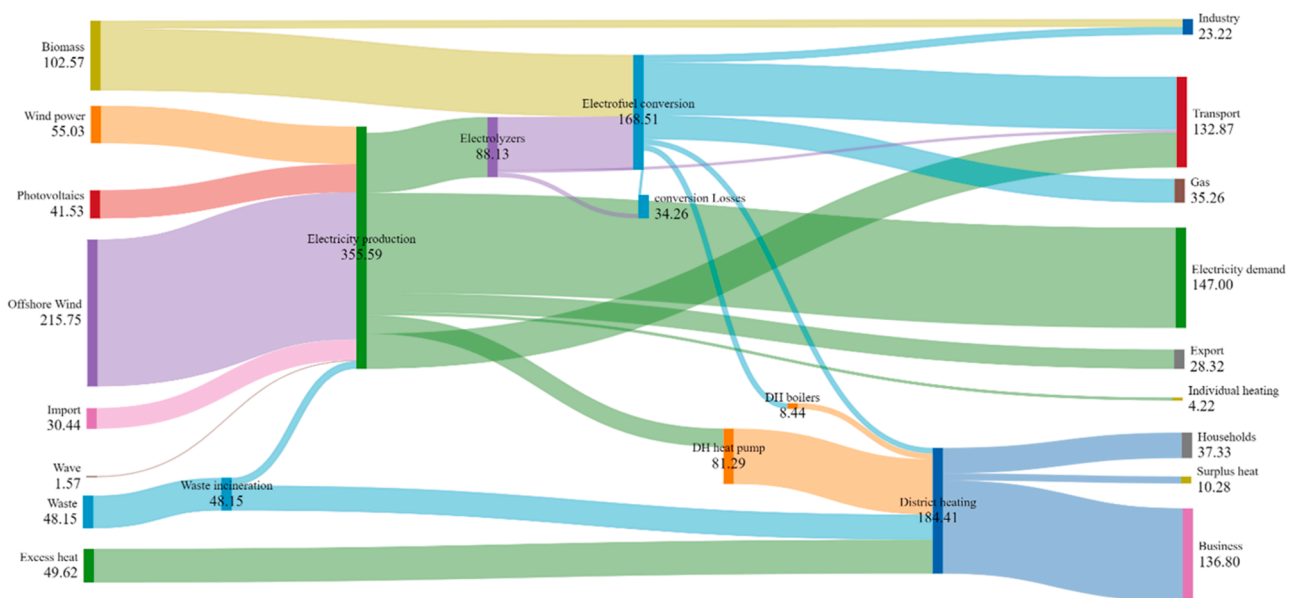 Biomass
102.57
Wind power
55.03
Photovoltaics
41.53
Offshore Wind
215.75
Import
30.44
Wave
1.57
Waste
48.15
Excess heat
49.62
Electricity production
355.59
Waste incineration
48.15
Electrolyzers
88.13
Electrofuel conversion
168.51
conversion Losses
34.26
DH boilers
8.44
DH heat pump
81.29
District heating
184.41
Industry
23.22
Transport
132.87
Gas
35.26
Electricity demand
147.00
Export
28.32
Individual heating
4.22
Households
37.33
Surplus heat
10.28
Business
136.80